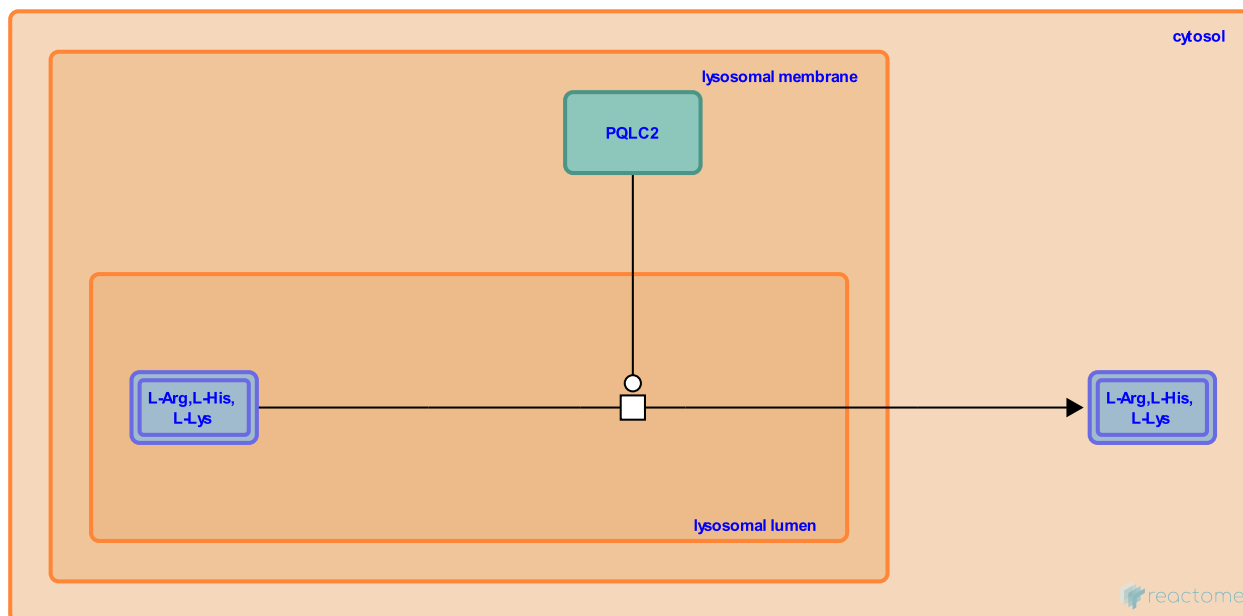 cytosol
lysosomal membrane
PQLC2
L-Arg,L-His,
L-Lys
L-Arg,L-His,
L-Lys
lysosomal lumen
reactome